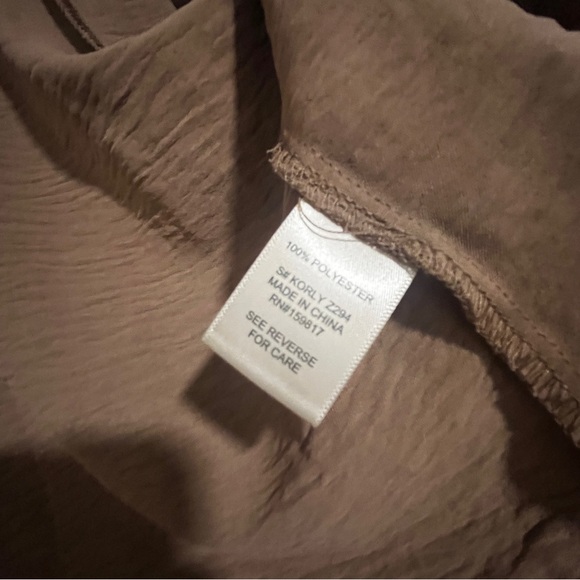 100% POLYESTER
S# KORLY Z294
MADE IN CHINA
RN#159817
SEE REVERSE
FOR CARE